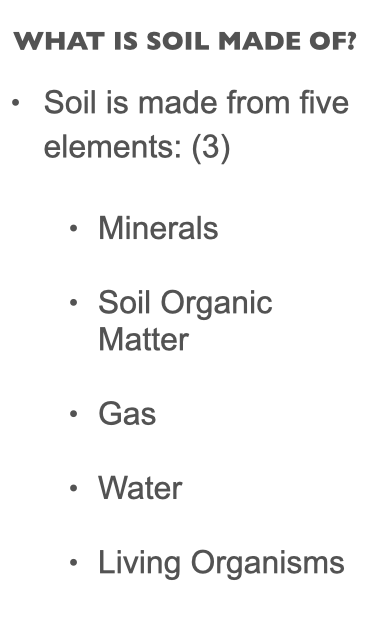 WHAT IS SOIL MADE OF?
• Soil is made from five
elements: (3)
• Minerals
• Soil Organic
Matter
• Gas
• Water
• Living Organisms